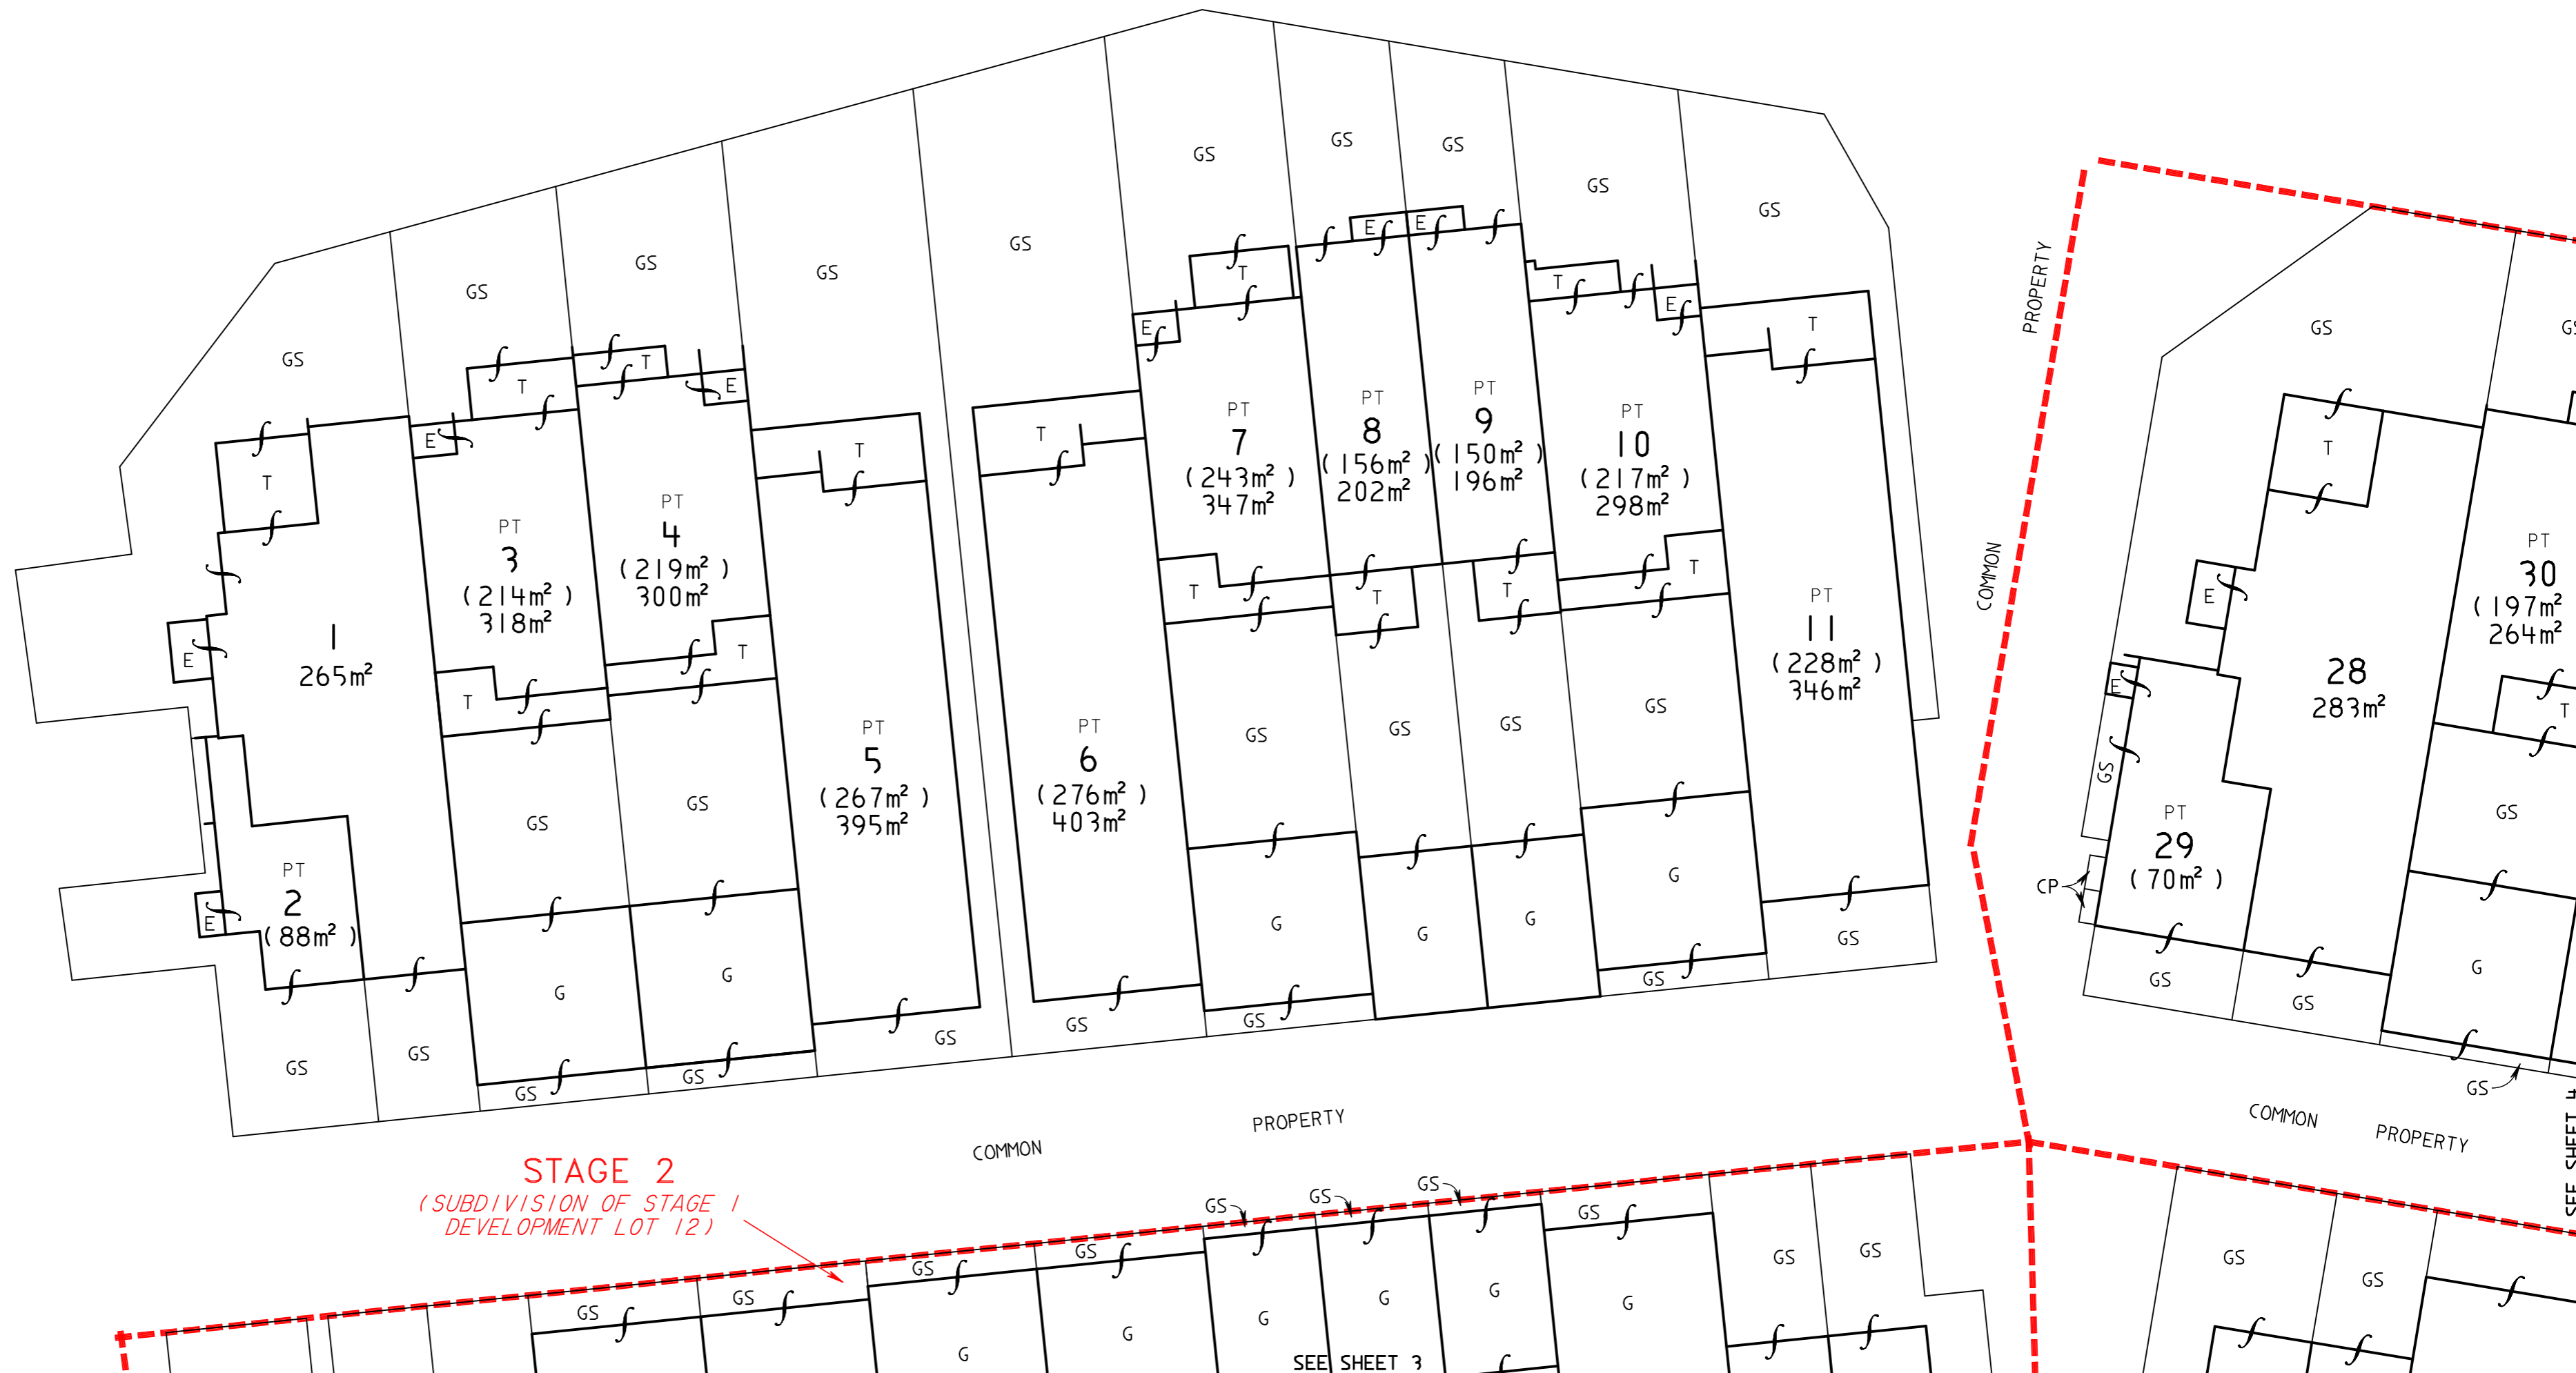 GS
GS
GS
GS
GS
GS
GS
GS
GS
GS
E
E
T
T
T
T
E
T
E
E
T
T
T
E
T
E
PT
3
(214m²)
318m²
PT
4
(219m²)
300m²
PT
7
(243m²)
347m²
PT
8
(156m²)
202m²
PT
9
(150m²)
196m²
PT
10
(217m²)
298m²
1
265m²
E
T
T
T
T
T
T
PT
5
(267m²)
395m²
PT
6
(276m²)
403m²
PT
11
(228m²)
346m²
GS
GS
GS
GS
GS
GS
PT
2
(88m²)
E
G
G
G
G
G
G
GS
GS
GS
GS
GS
GS
GS
GS
GS
COMMON PROPERTY
COMMON PROPERTY
GS
GS
T
E
E
PT
30
(197m²
264m²
T
28
283m²
GS
GS
PT
29
(70m²)
CP
G
GS
GS
GS
COMMON PROPERTY
SEE SHEET 4
STAGE 2
(SUBDIVISION OF STAGE 1
DEVELOPMENT LOT 12)
GS
GS
GS
GS
GS
GS
GS
GS
GS
GS
GS
GS
G
G
G
G
G
G
SEE SHEET 3